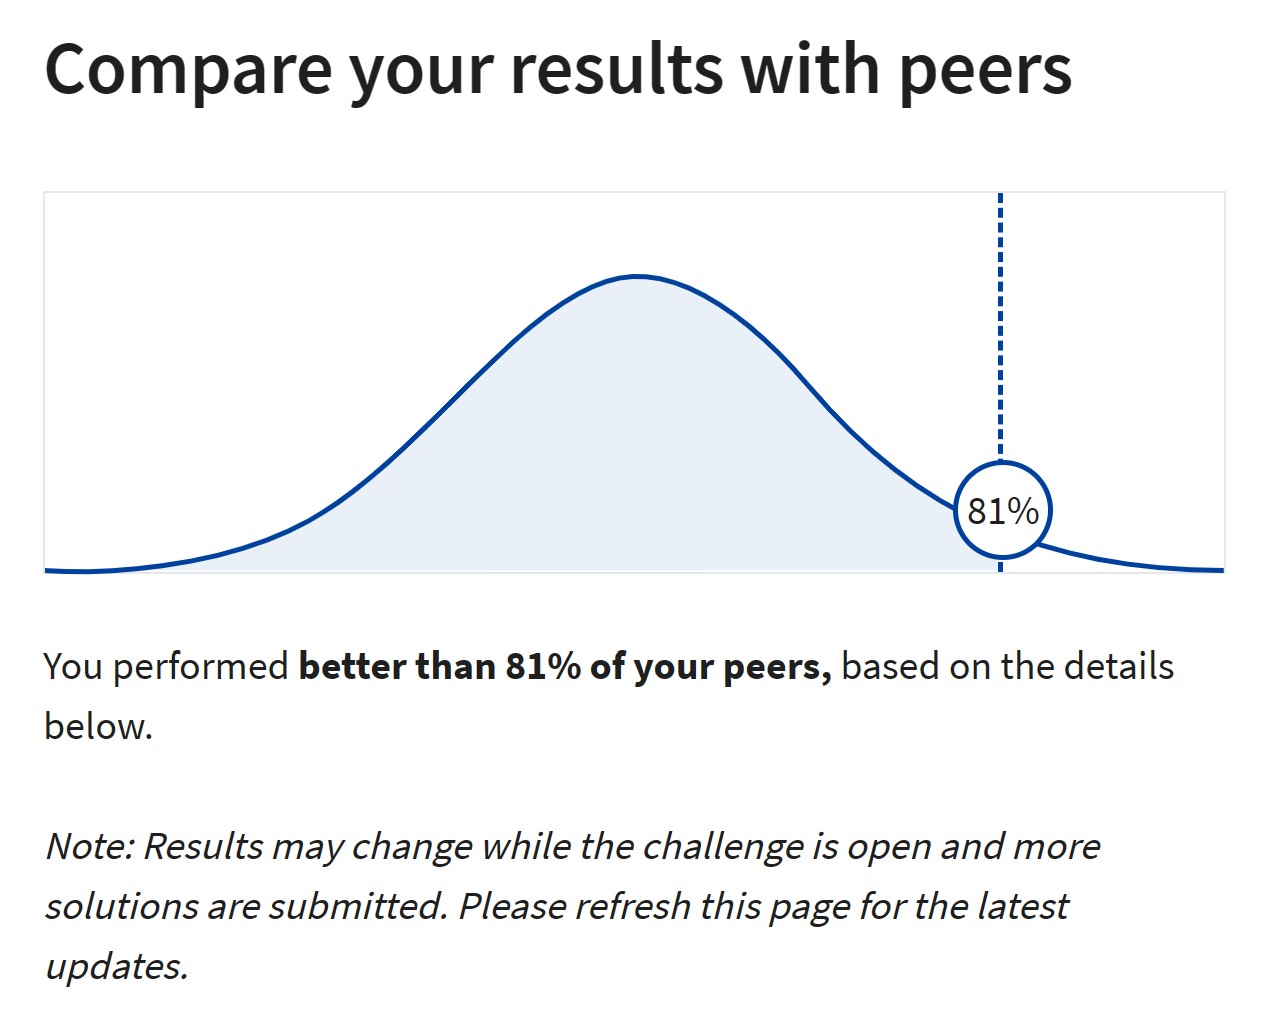 Compare your results with peers
81%
You performed better than 81% of your peers, based on the details
below.
Note: Results may change while the challenge is open and more
solutions are submitted. Please refresh this page for the latest
updates.